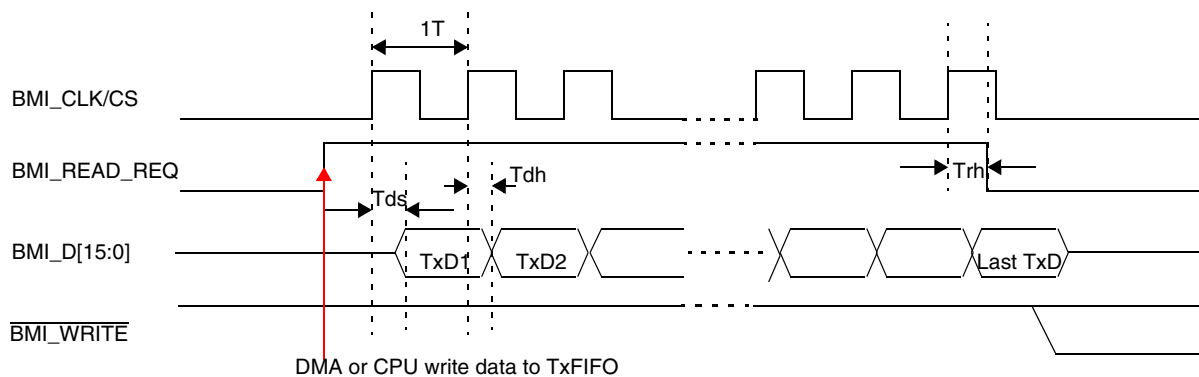 1T
BMI_CLK/CS
BMI_READ_REQ
Trh
Tdh
Tds
BMI_D[15:0]
TxD1
TxD2
Last TxD
BMI_WRITE
DMA or CPU write data to TxFIFO